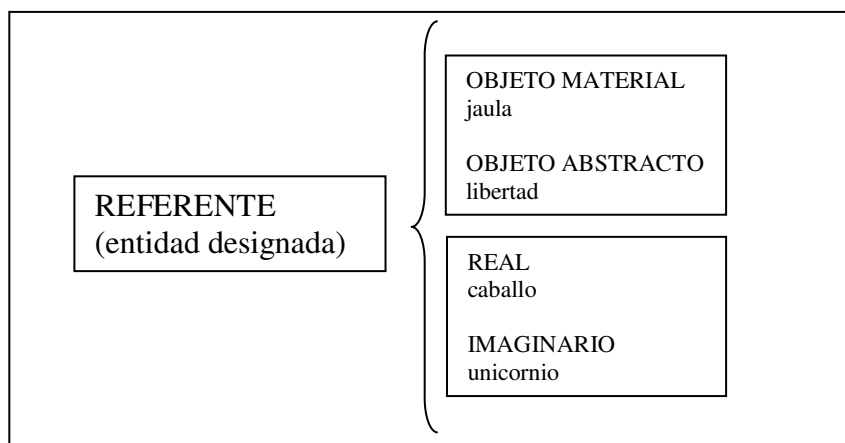 REFERENTE
(entidad designada)
OBJETO MATERIAL
jaula
OBJETO ABSTRACTO
libertad
REAL
caballo
IMAGINARIO
unicornio